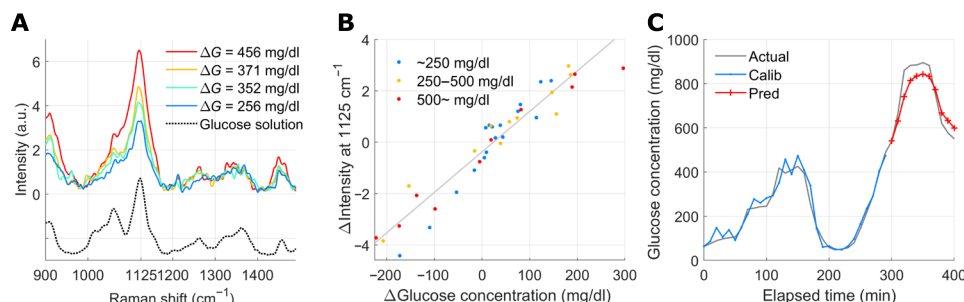 A
ΔG = 456 mg/dl
ΔG = 371 mg/dl
ΔG = 352 mg/dl
ΔG = 256 mg/dl
Glucose solution
Intensity (a.u.)
6
4
2
0
900 1000 1125 1200 1300 1400
Raman shift (cm⁻¹)
B
~250 mg/dl
250–500 mg/dl
500~ mg/dl
ΔIntensity at 1125 cm⁻¹
4
2
0
−2
−4
−200 −100 0 100 200 300
ΔGlucose concentration (mg/dl)
C
Actual
Calib
Pred
Glucose concentration (mg/dl)
1000
800
600
400
200
0
0 100 200 300 400
Elapsed time (min)